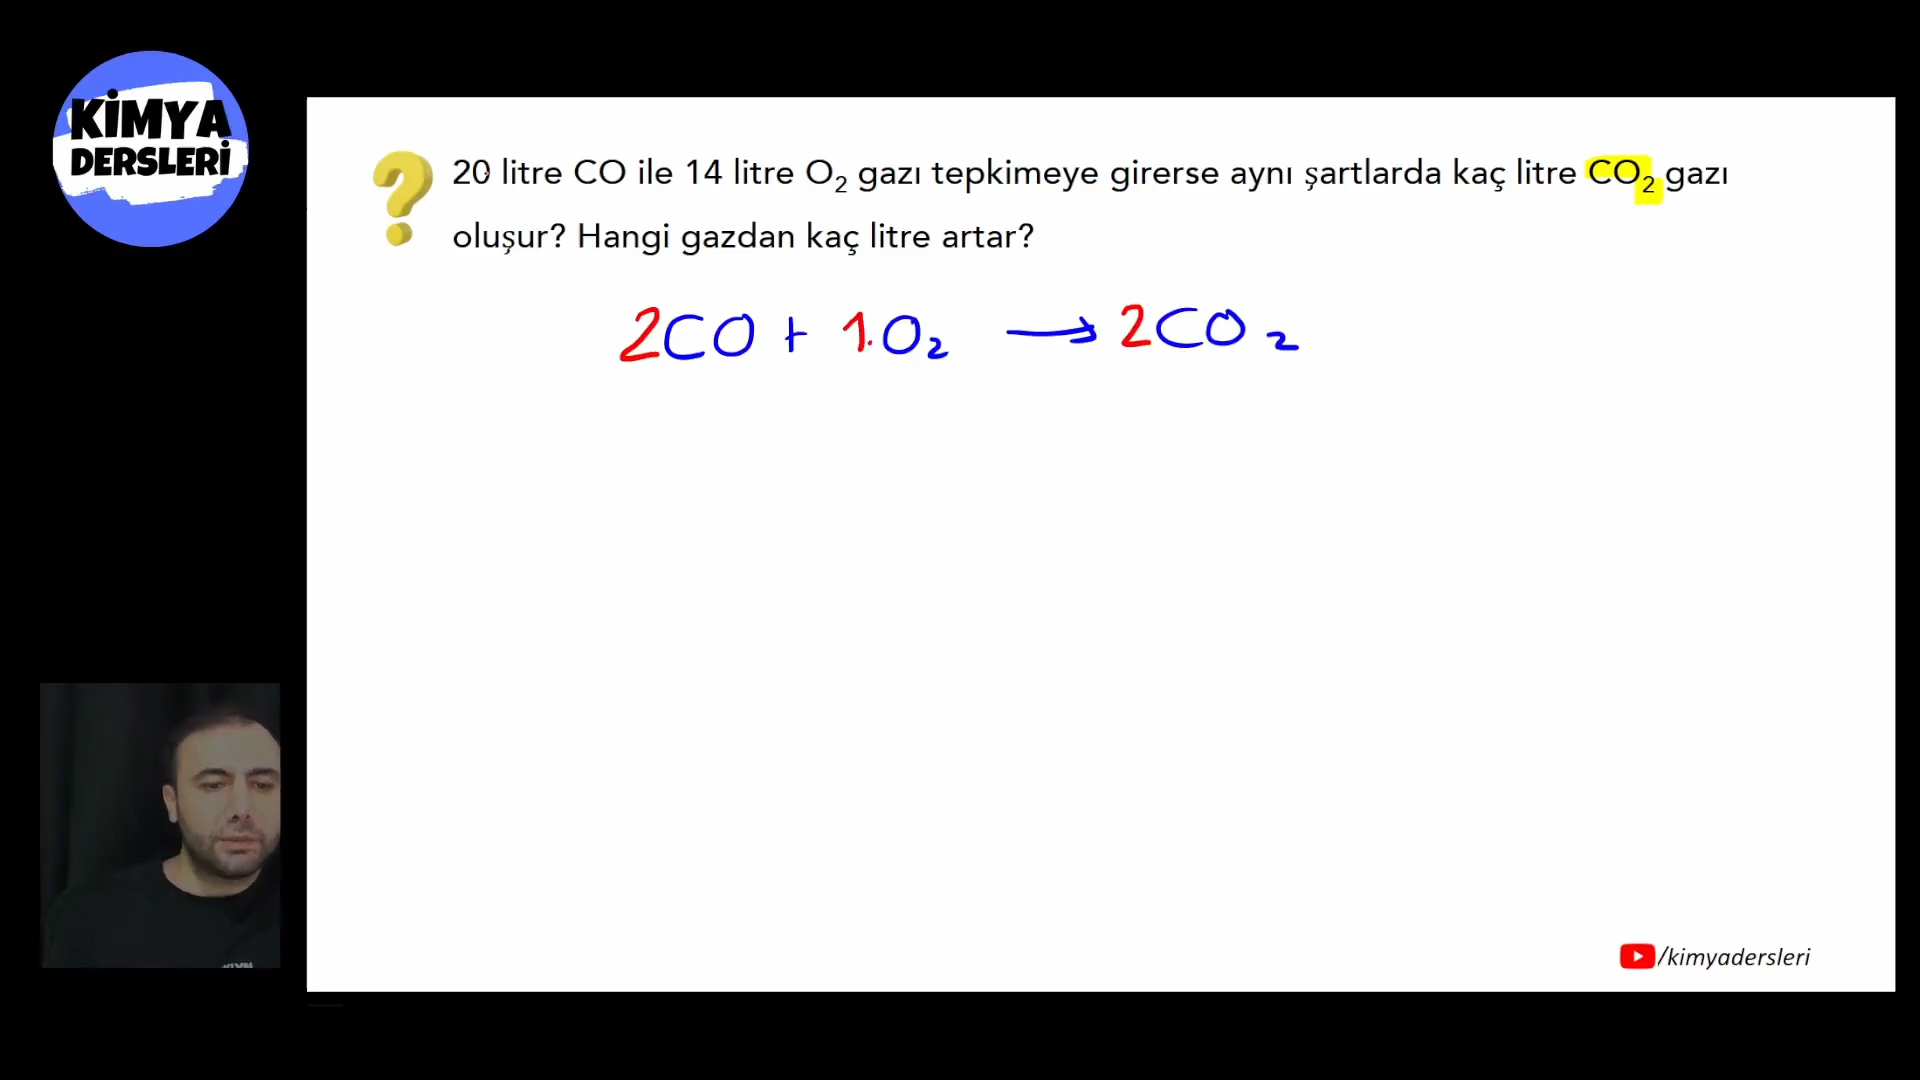 KİMYA
DERSLERİ
20 litre CO ile 14 litre O₂ gazı tepkimeye girerse aynı şartlarda kaç litre CO₂ gazı
oluşur? Hangi gazdan kaç litre artar?
2CO + 1.O₂ → 2CO₂
/kimyadersleri